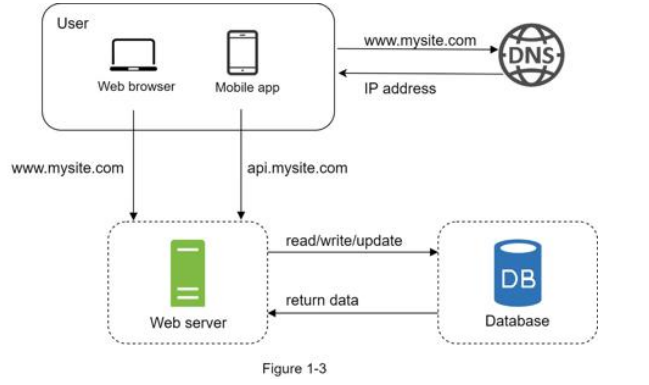 User
www.mysite.com
DNS
Web browser
Mobile app
IP address
www.mysite.com
api.mysite.com
read/write/update
DB
return data
Web server
Database
Figure 1-3